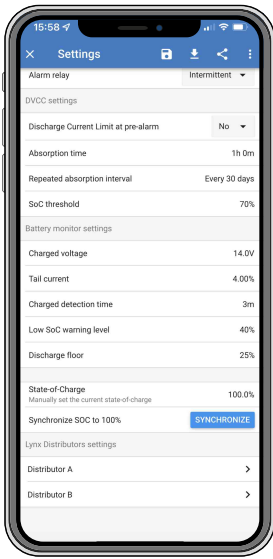 15:58
Settings
Alarm relay Intermittent
DVCC settings
Discharge Current Limit at pre-alarm No
Absorption time 1h 0m
Repeated absorption interval Every 30 days
SoC threshold 70%
Battery monitor settings
Charged voltage 14.0V
Tail current 4.00%
Charged detection time 3m
Low SoC warning level 40%
Discharge floor 25%
State-of-Charge 100.0%
Manually set the current state-of-charge
Synchronize SOC to 100% SYNCHRONIZE
Lynx Distributors settings
Distributor A
Distributor B